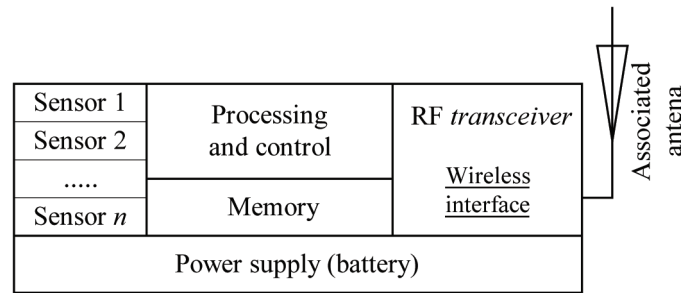 Sensor 1
Sensor 2
.....
Sensor n
Processing
and control
Memory
RF transceiver
Wireless
interface
Associated
antena
Power supply (battery)